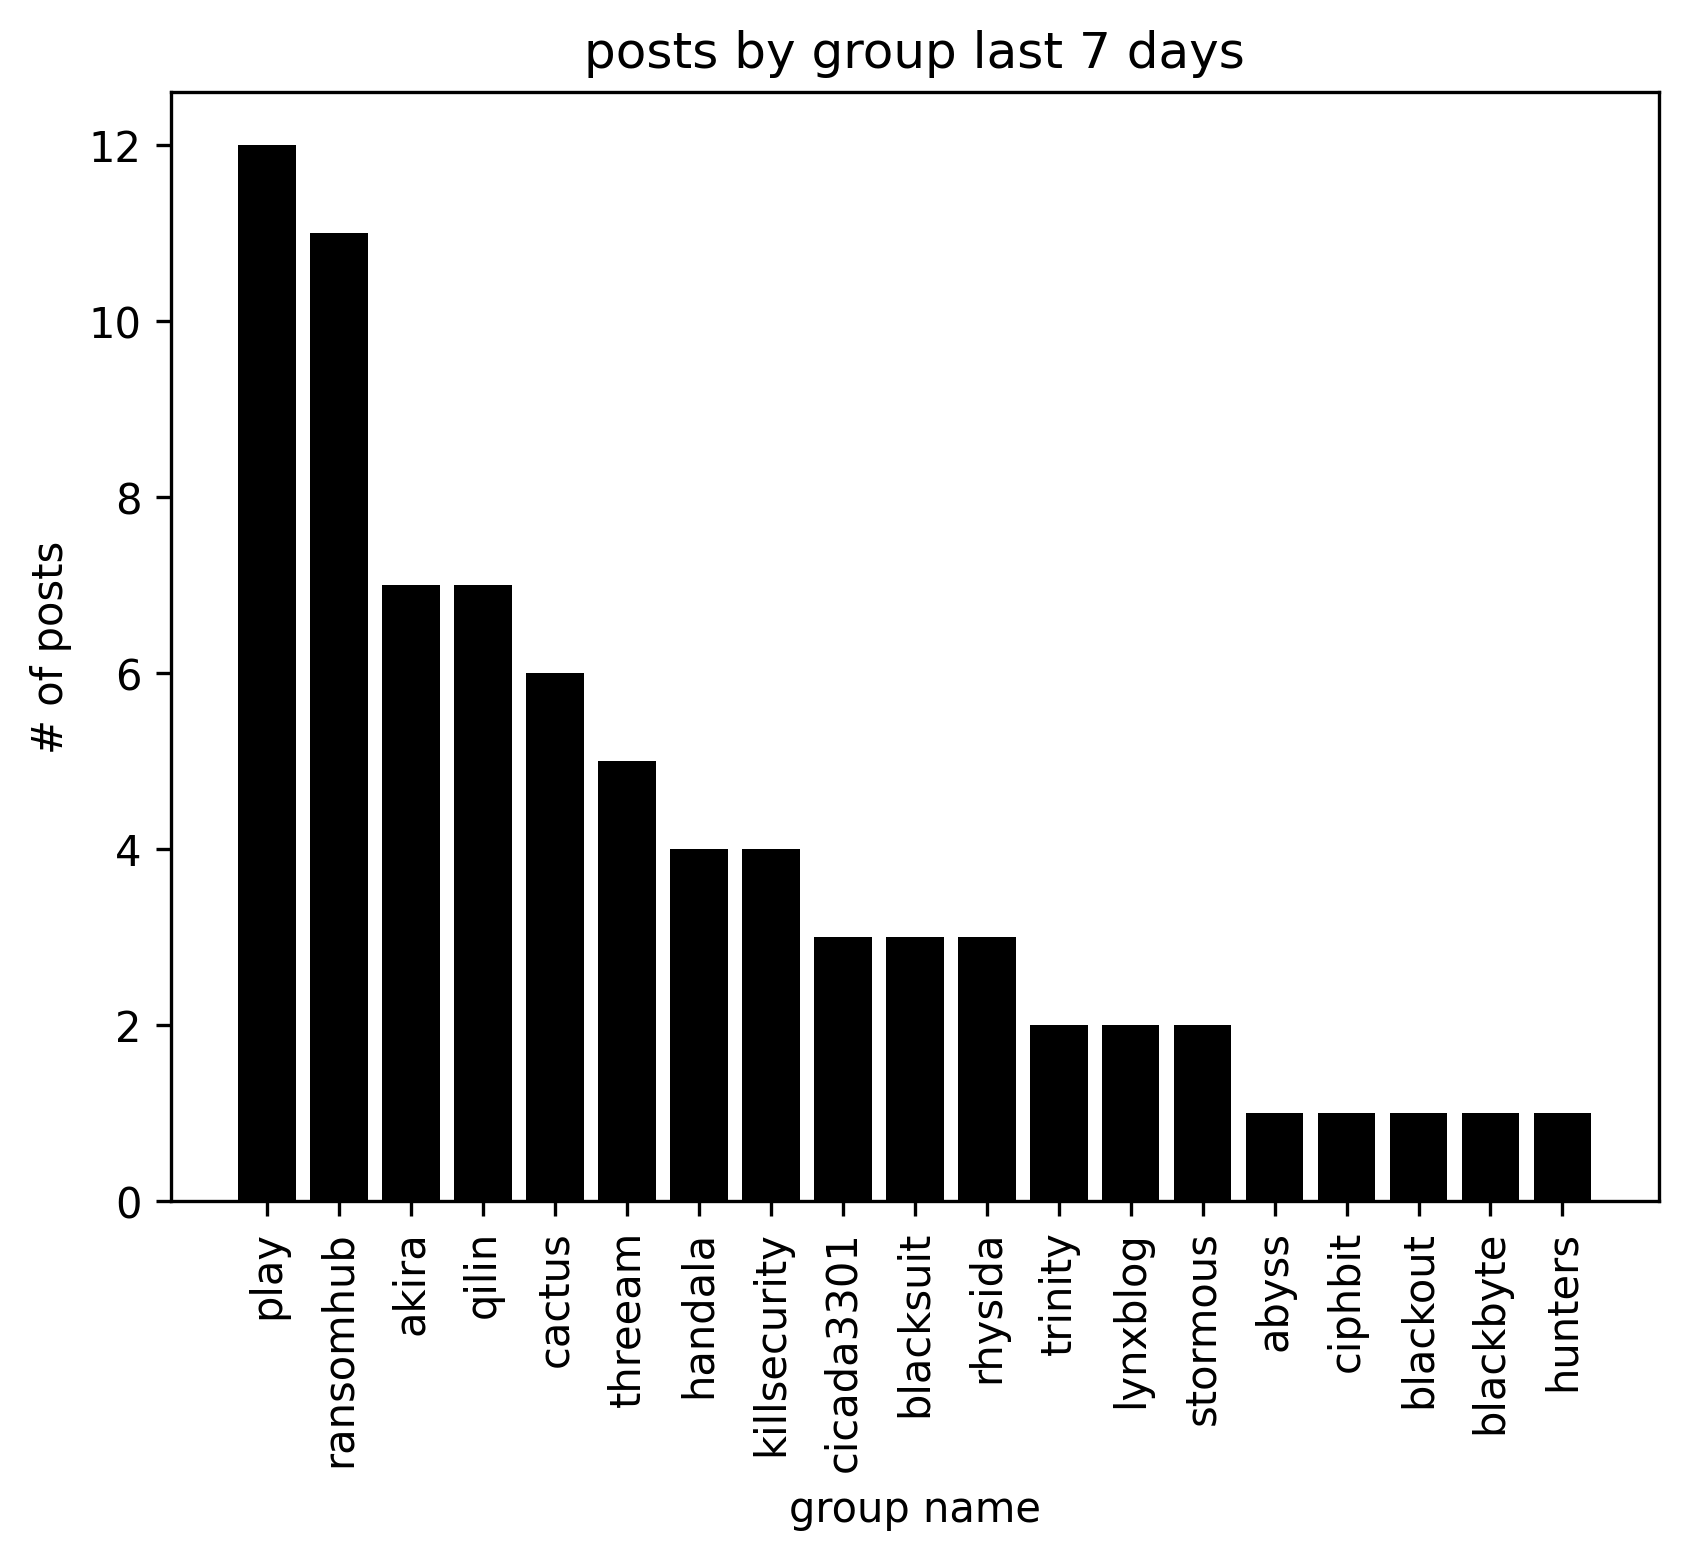 posts by group last 7 days
12
10
8
6
4
2
0
# of posts
play
ransomhub
akira
qilin
cactus
threeam
handala
killsecurity
cicada3301
blacksuit
rhysida
trinity
lynxblog
stormous
abyss
ciphbit
blackout
blackbyte
hunters
group name